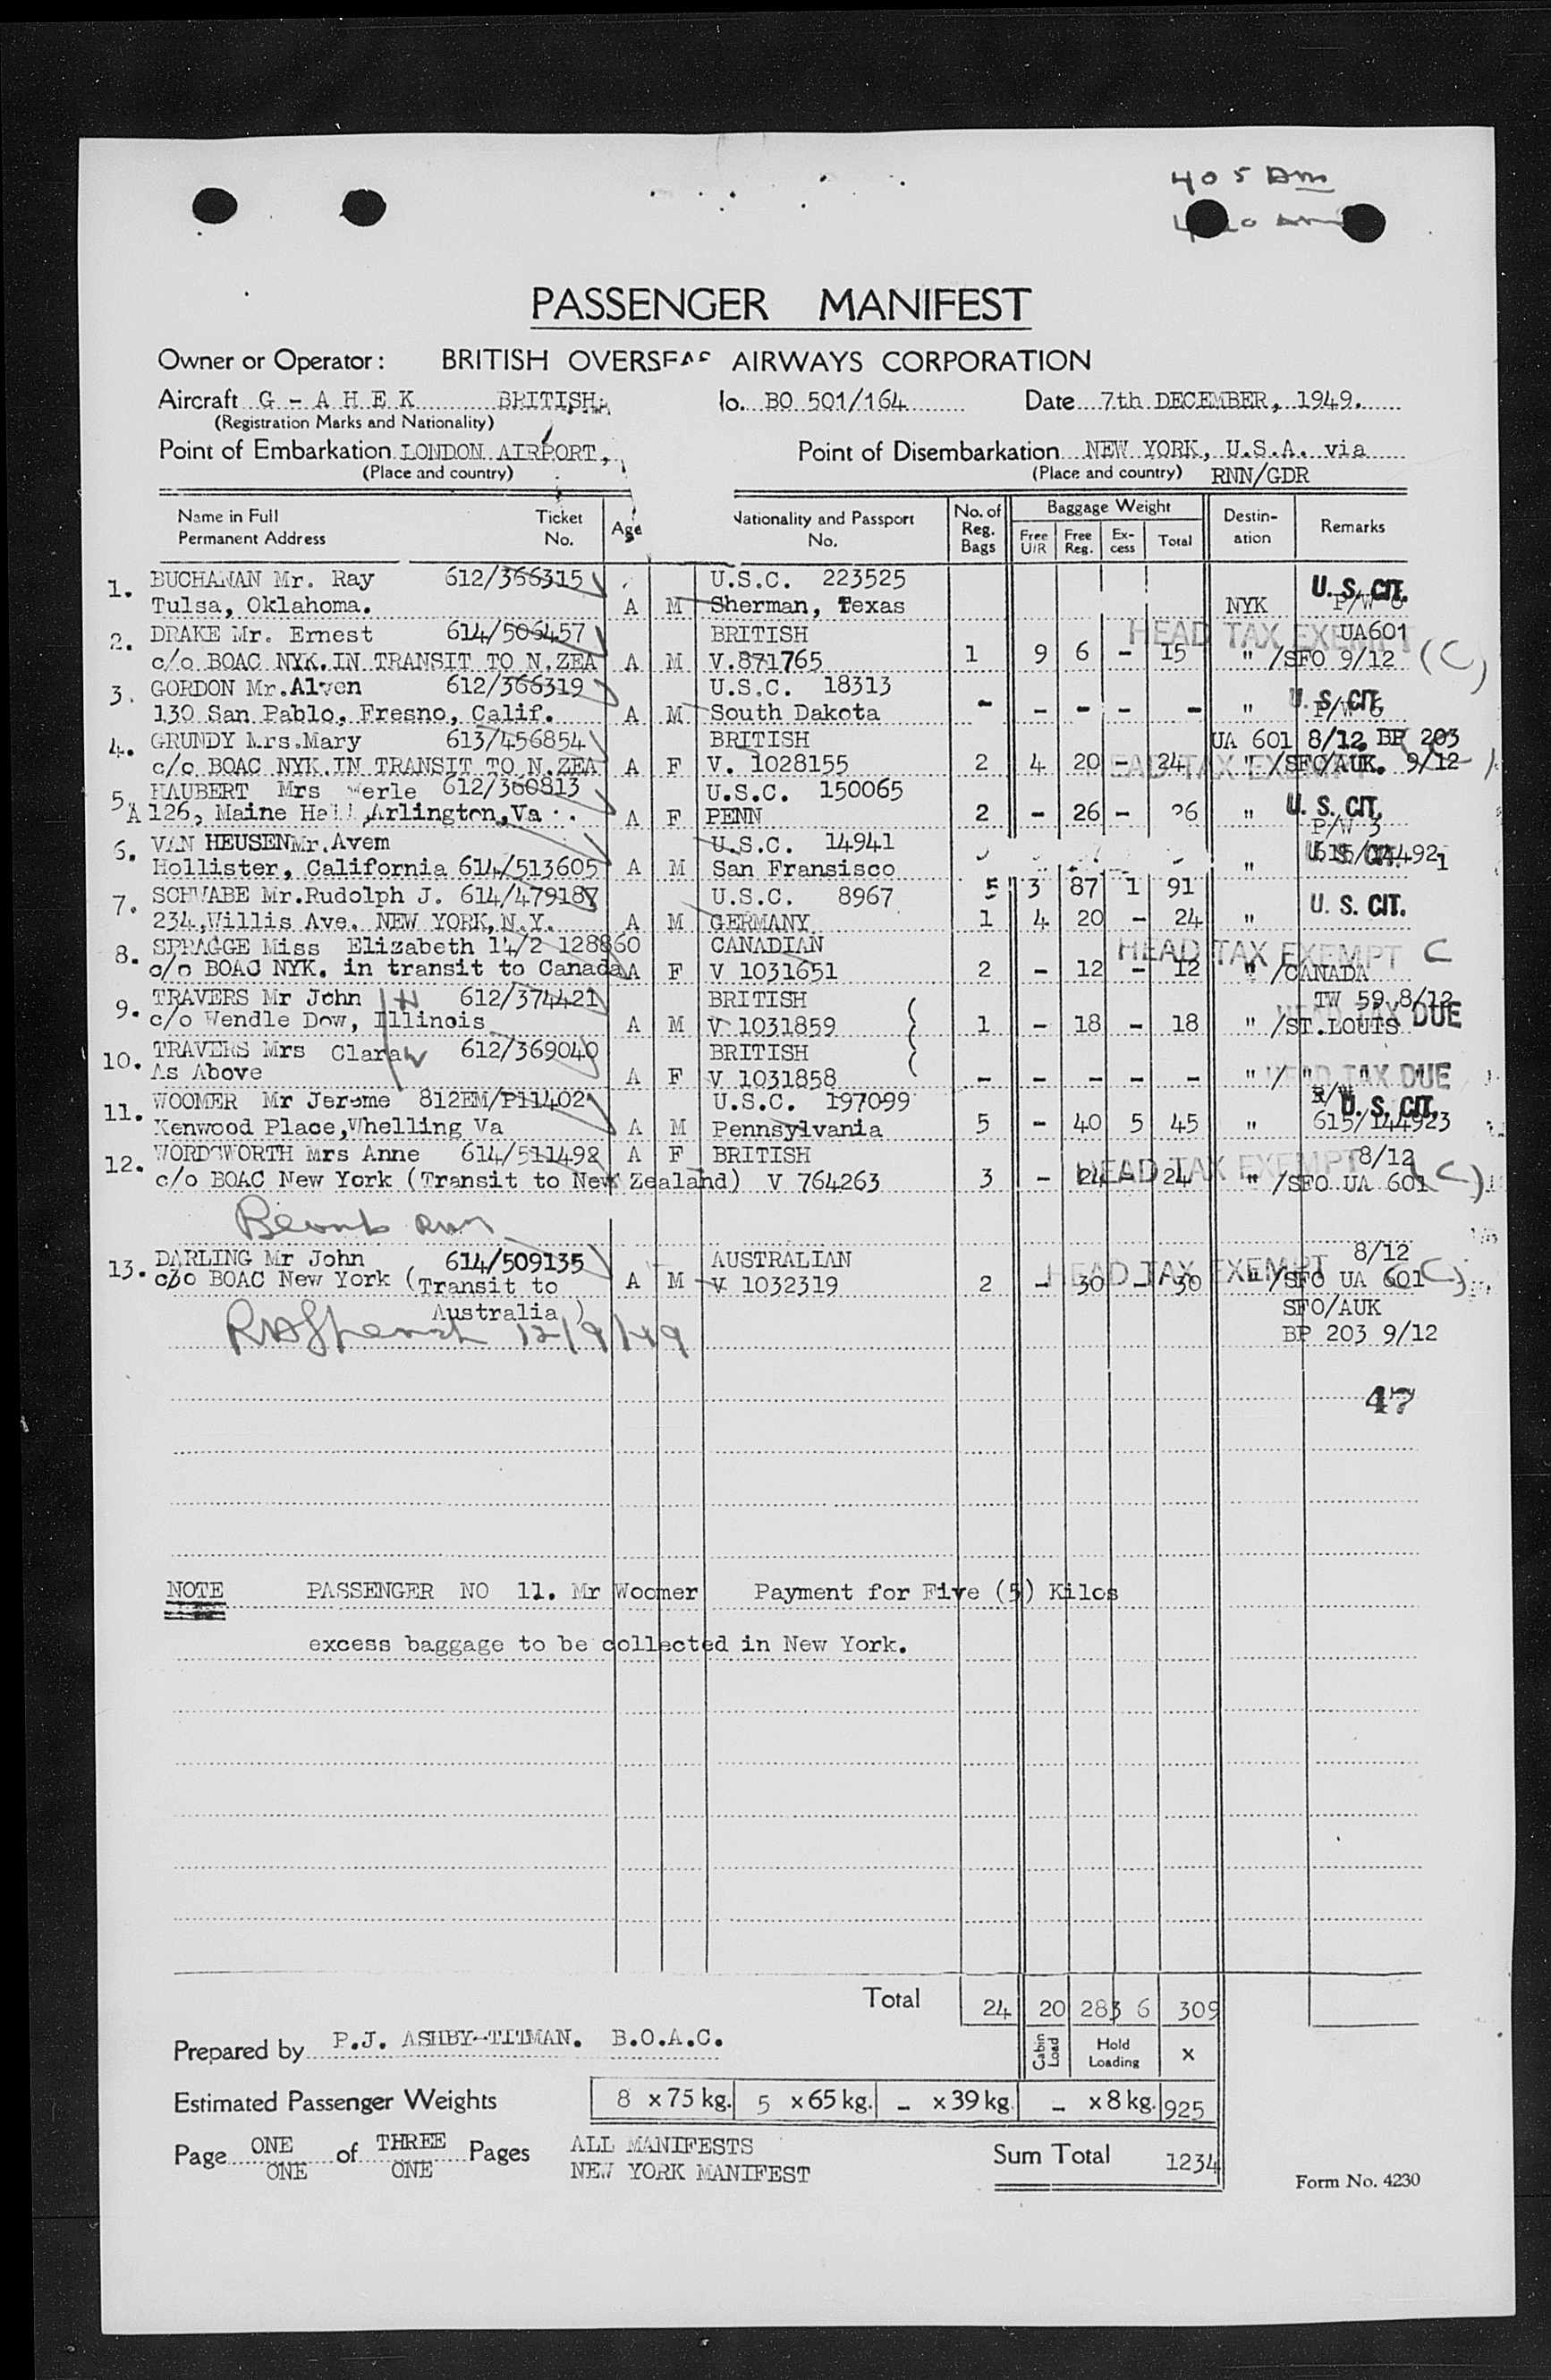 405 Am
PASSENGER MANIFEST
Owner or Operator: BRITISH OVERSEAS AIRWAYS CORPORATION
Aircraft G - A H E K BRITISH. No. BO 501/164 Date 7th DECEMBER, 1949.
(Registration Marks and Nationality)
Point of Embarkation LONDON AIRPORT, Point of Disembarkation NEW YORK, U.S.A. via
(Place and country) (Place and country) RNN/GDR
Name in Full Permanent Address Ticket No. Age Nationality and Passport No. No. of Reg. Bags Baggage Weight Free U/R Free Reg. Excess Total Destination Remarks
1. BUCHANAN Mr. Ray 612/366315 U.S.C. 223525 U.S. CIT.
Tulsa, Oklahoma. A M Sherman, Texas NYK P/W
2. DRAKE Mr. Ernest 614/506457 BRITISH HEAD TAX EXEMPT UA601
c/o BOAC NYK.IN TRANSIT TO N.ZEA A M V.871765 1 9 6 - 15 " /SFO 9/12 (C)
3. GORDON Mr.Alven 612/366319 U.S.C. 18313 U. S. CIT.
130 San Pablo, Fresno, Calif. A M South Dakota - - - - - " P/W 6
4. GRUNDY Mrs.Mary 613/456854 BRITISH UA 601 8/12 BP 203
c/o BOAC NYK.IN TRANSIT TO N.ZEA A F V. 1028155 2 4 20 - 24 HEAD TAX EXEMPT " /SFO/AUK. 9/12
5. HAUBERT Mrs Merle 612/360813 U.S.C. 150065 U. S. CIT.
A 126, Maine Hall, Arlington, Va. A F PENN 2 - 26 - 26 " P/W 3
6. VAN HEUSEN Mr. Avem U.S.C. 14941 U. S. CIT.
Hollister, California 614/513605 A M San Fransisco "
5 3 87 1 91
7. SCHWABE Mr.Rudolph J. 614/479187 U.S.C. 8967 U. S. CIT.
234,Willis Ave. NEW YORK,N.Y. A M GERMANY 1 4 20 - 24 "
8. SPRAGGE Miss Elizabeth 14/2 128860 CANADIAN HEAD TAX EXEMPT C
c/o BOAC NYK. in transit to Canada A F V 1031651 2 - 12 - 12 " /CANADA
9. TRAVERS Mr John 612/374421 BRITISH TW 59 8/12
c/o Wendle Dow, Illinois A M V 1031859 1 - 18 - 18 " /ST.LOUIS HEAD TAX DUE
10. TRAVERS Mrs Clara 612/369040 BRITISH
As Above A F V 1031858 - - - - - " / " HEAD TAX DUE
11. WOOMER Mr Jerome 812EM/P11402 U.S.C. 197099 U. S. CIT.
Kenwood Place,Whelling Va A M Pennsylvania 5 - 40 5 45 " 615/144923
12. WORDSWORTH Mrs Anne 614/511492 A F BRITISH HEAD TAX EXEMPT 8/12
c/o BOAC New York (Transit to New Zealand) V 764263 3 - 24 - 24 " /SFO UA 601 (C)
13. DARLING Mr John 614/509135 AUSTRALIAN HEAD TAX EXEMPT 8/12
c/o BOAC New York (Transit to A M V 1032319 2 - 30 - 30 " /SFO UA 601 (C)
Australia) SFO/AUK
12/9/49 BP 203 9/12
47
NOTE PASSENGER NO 11. Mr Woomer Payment for Five (5) Kilos
excess baggage to be collected in New York.
Total 24 20 283 6 309
Prepared by P.J. ASHBY-TITMAN. B.O.A.C. Cabin Load Hold Loading x
Estimated Passenger Weights 8 x 75 kg. 5 x 65 kg. - x 39 kg. - x 8 kg. 925
Page ONE of THREE Pages ALL MANIFESTS Sum Total 1234
ONE ONE NEW YORK MANIFEST Form No. 4230